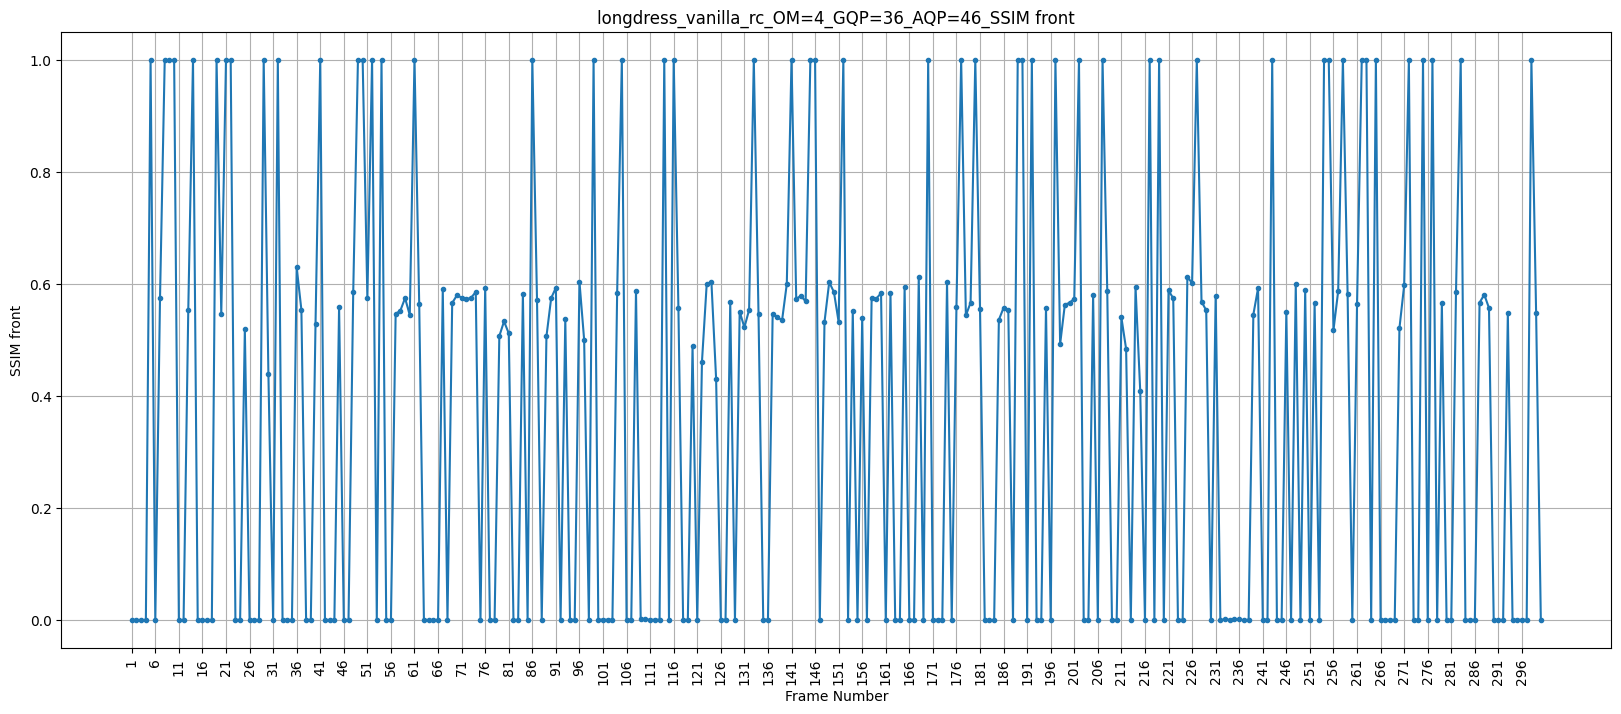 longdress_vanilla_rc_OM=4_GQP=36_AQP=46_SSIM front
SSIM front
1.0
0.8
0.6
0.4
0.2
0.0
1 6 11 16 21 26 31 36 41 46 51 56 61 66 71 76 81 86 91 96 101 106 111 116 121 126 131 136 141 146 151 156 161 166 171 176 181 186 191 196 201 206 211 216 221 226 231 236 241 246 251 256 261 266 271 276 281 286 291 296
Frame Number